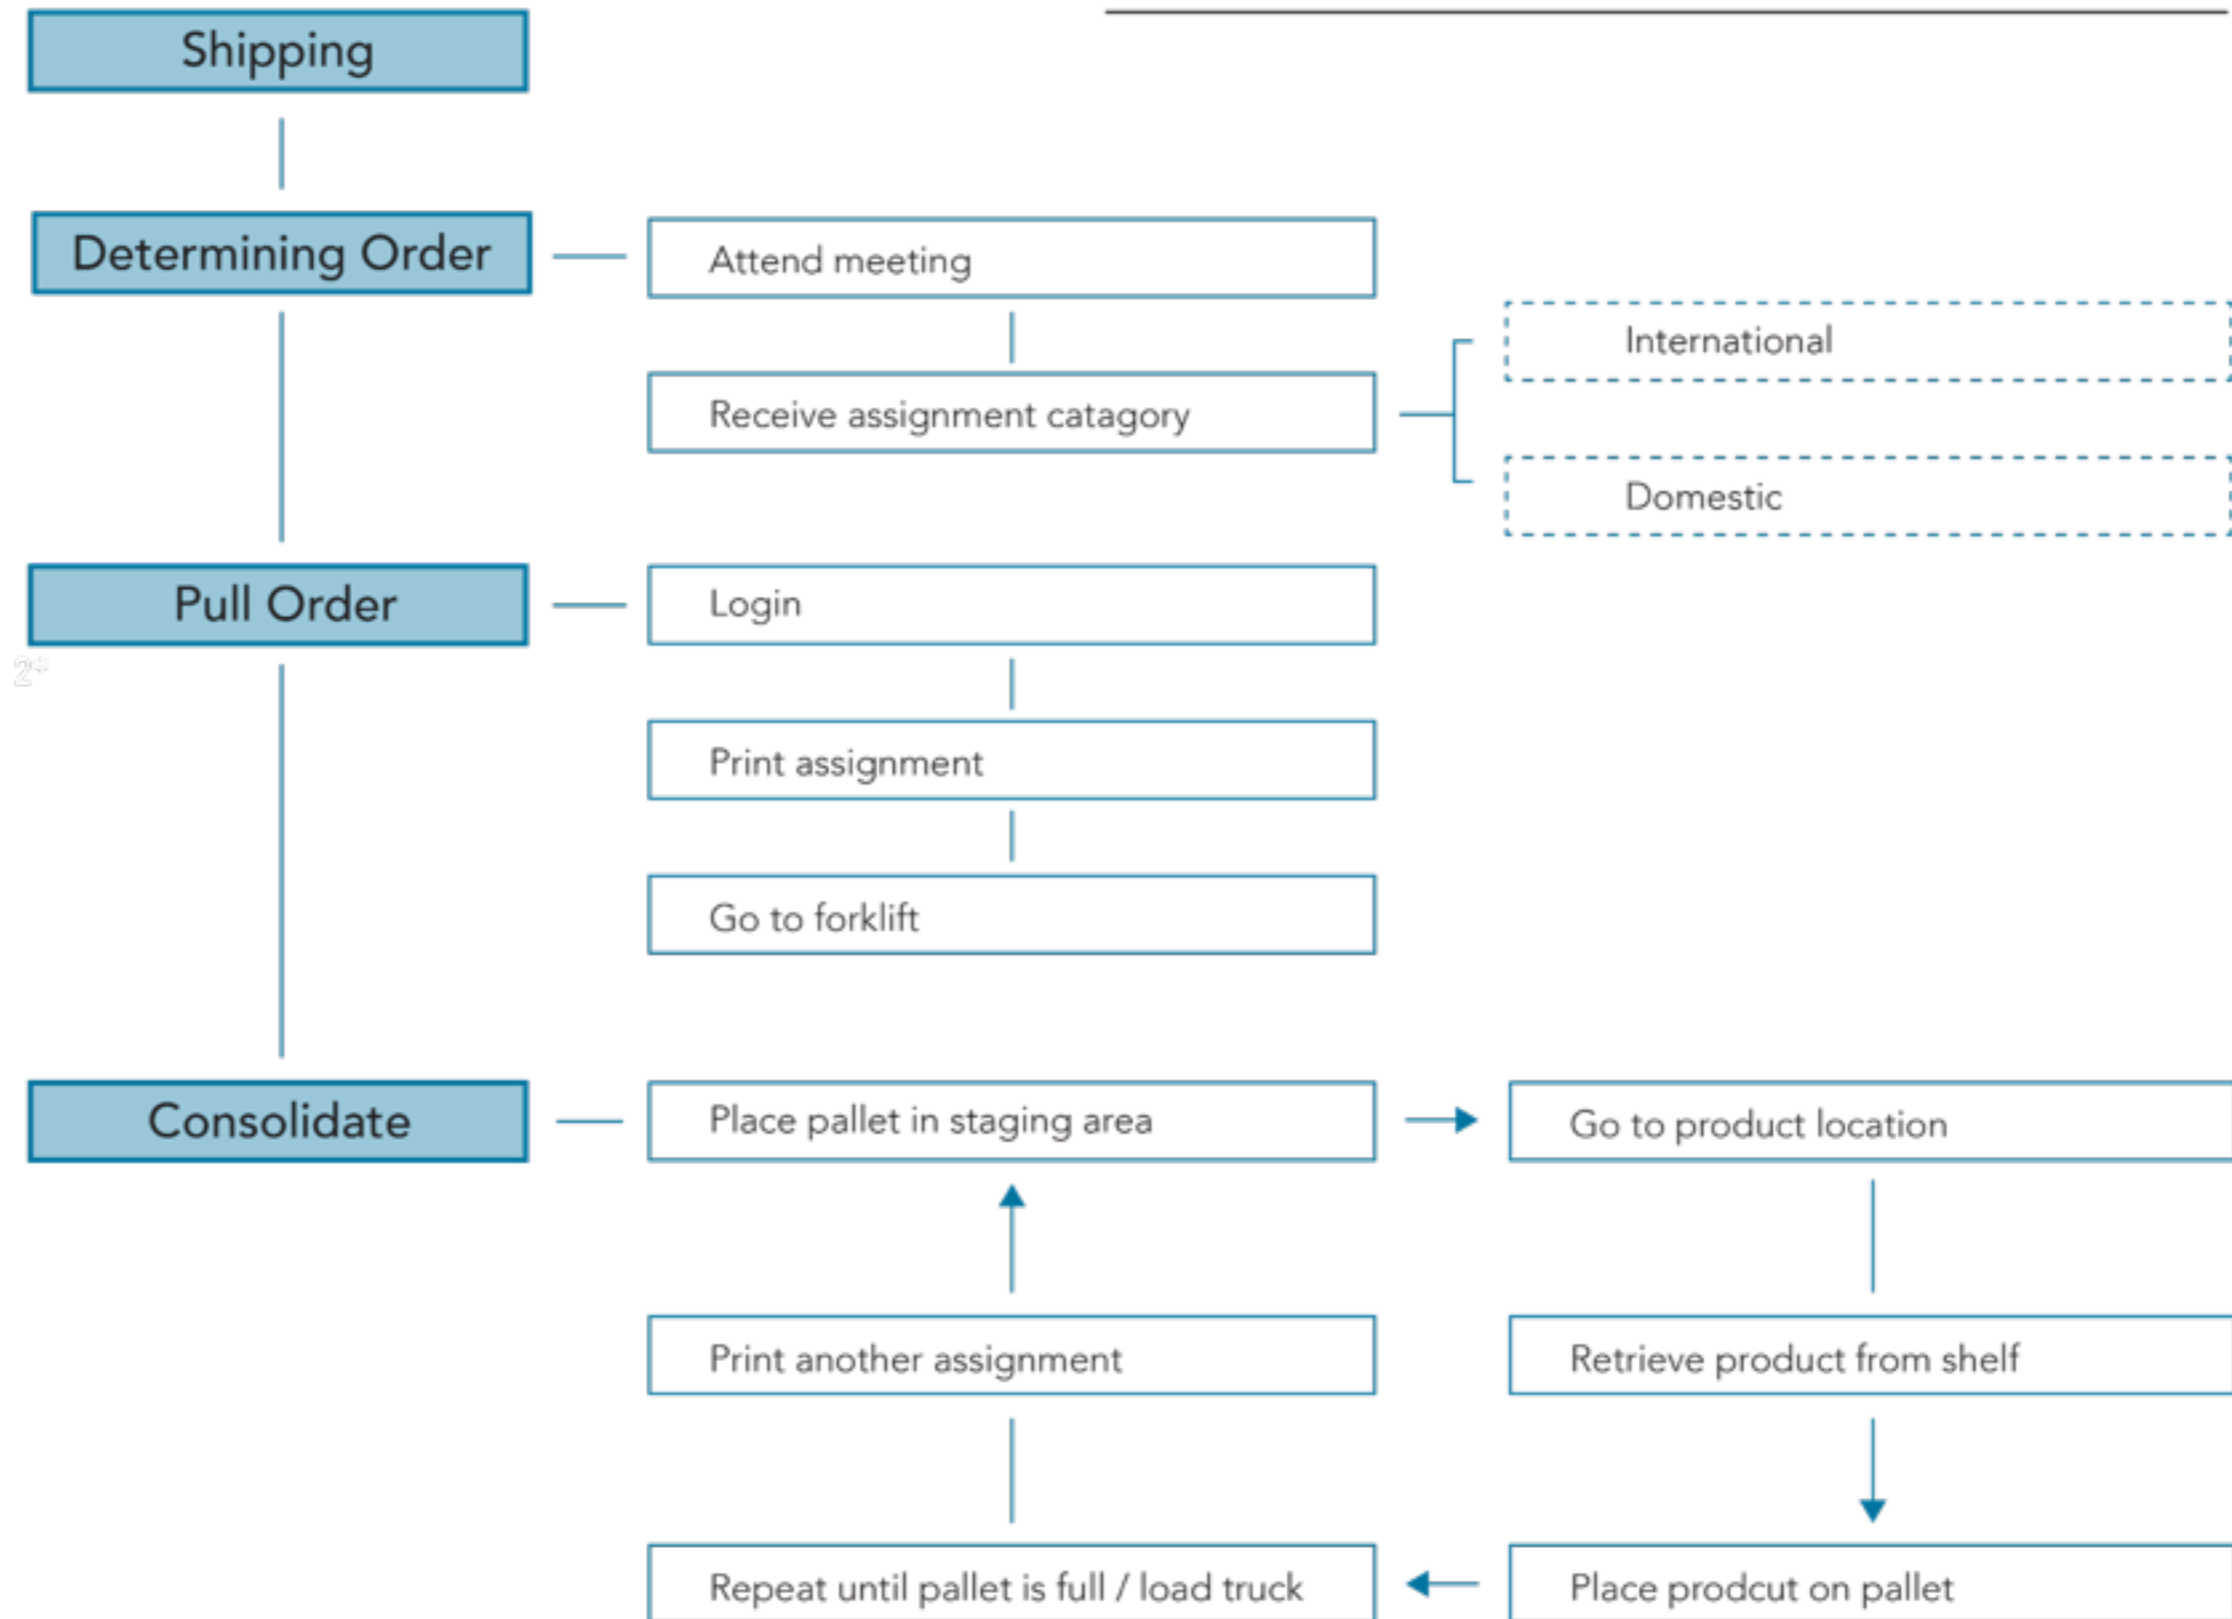 Shipping
Determining Order
Attend meeting
International
Receive assignment catagory
Domestic
Pull Order
Login
Print assignment
Go to forklift
Consolidate
Place pallet in staging area
Go to product location
Print another assignment
Retrieve product from shelf
Repeat until pallet is full / load truck
Place prodcut on pallet